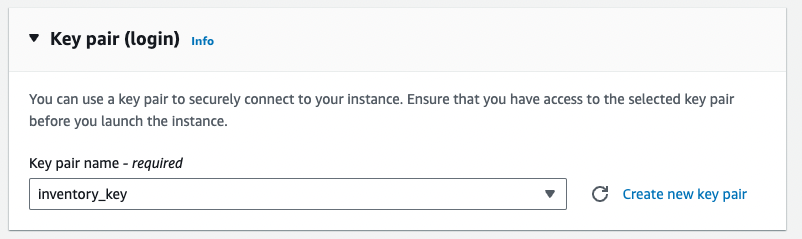 Key pair (login) Info
You can use a key pair to securely connect to your instance. Ensure that you have access to the selected key pair
before you launch the instance.
Key pair name - required
inventory_key Create new key pair